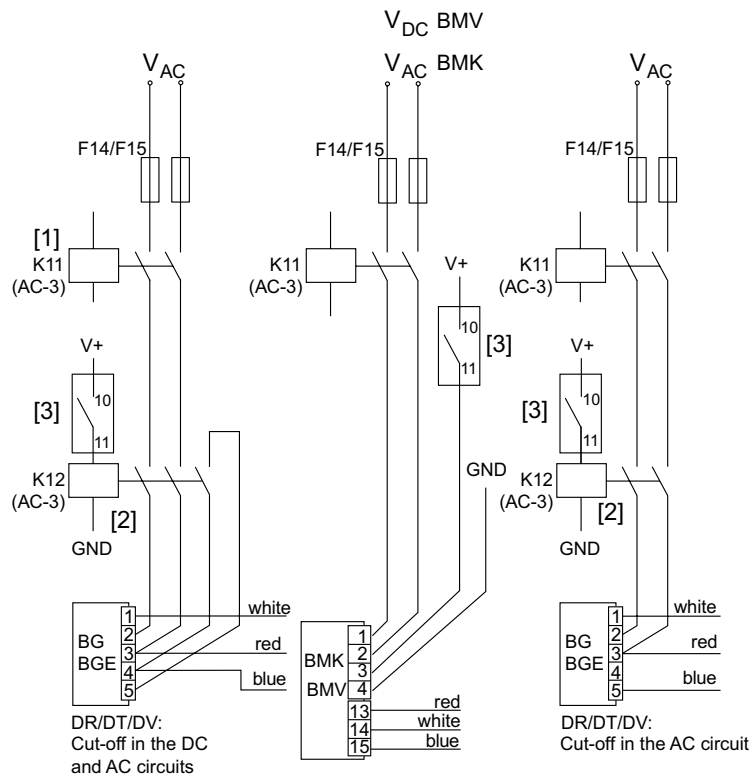 V DC BMV
V AC
V AC BMK
V AC
F14/F15
F14/F15
F14/F15
[1]
K11
(AC-3)
K11
(AC-3)
K11
(AC-3)
V+
10
11
[3]
V+
10
11
[3]
V+
10
11
[3]
K12
(AC-3)
[2]
GND
GND
K12
(AC-3)
[2]
GND
BG
BGE
1
2
3
4
5
white
red
blue
DR/DT/DV:
Cut-off in the DC
and AC circuits
BMK
BMV
1
2
3
4
13
14
15
red
white
blue
BG
BGE
1
2
3
4
5
white
red
blue
DR/DT/DV:
Cut-off in the AC circuit